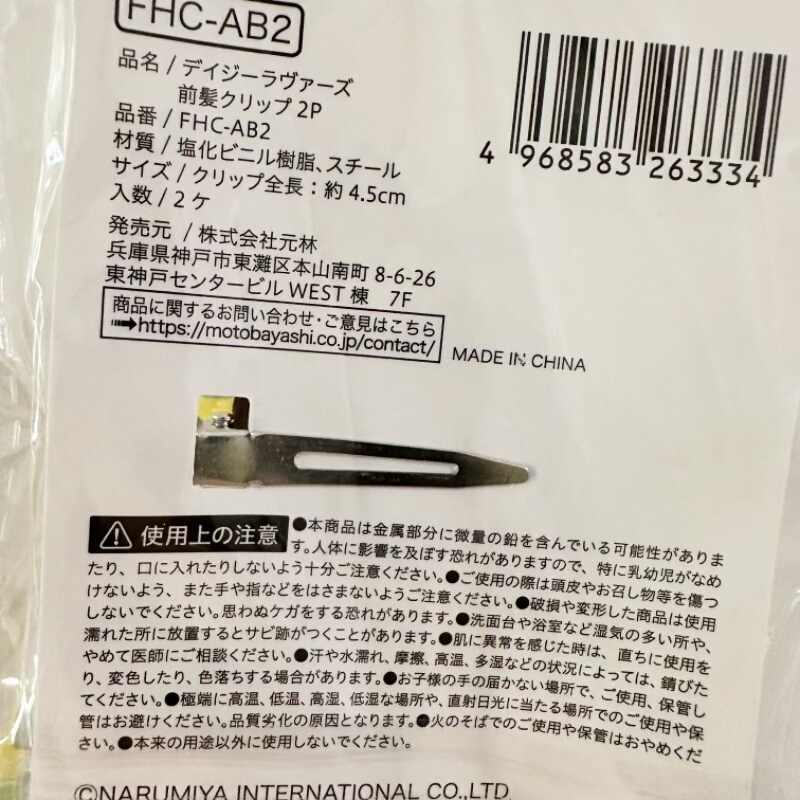 FHC-AB2
品名 / デイジーラヴァーズ
前髪クリップ 2P
品番 / FHC-AB2
材質 / 塩化ビニル樹脂、スチール
サイズ / クリップ全長：約 4.5cm
入数 / 2 ケ
発売元 / 株式会社元林
兵庫県神戸市東灘区本山南町 8-6-26
東神戸センタービル WEST 棟 7F
商品に関するお問い合わせ・ご意見はこちら
➡https://motobayashi.co.jp/contact/
MADE IN CHINA
4 968583 263334
⚠ 使用上の注意
●本商品は金属部分に微量の鉛を含んでいる可能性がありま
す。人体に影響を及ぼす恐れがありますので、特に乳幼児がなめ
たり、口に入れたりしないよう十分ご注意ください。●ご使用の際は頭皮やお召し物等を傷つ
けないよう、また手や指などをはさまないようご注意ください。●破損や変形した商品は使用
しないでください。思わぬケガをする恐れがあります。●洗面台や浴室など湿気の多い所や、
濡れた所に放置するとサビ跡がつくことがあります。●肌に異常を感じた時は、直ちに使用を
やめて医師にご相談ください。●汗や水濡れ、摩擦、高温、多湿などの状況によっては、錆びた
り、変色したり、色落ちする場合があります。●お子様の手の届かない場所で、ご使用、保管し
てください。●極端に高温、低温、高湿、低湿な場所や、直射日光に当たる場所でのご使用や保
管はお避けください。品質劣化の原因となります。●火のそばでのご使用や保管はおやめくだ
さい。●本来の用途以外に使用しないでください。
©NARUMIYA INTERNATIONAL CO.,LTD.